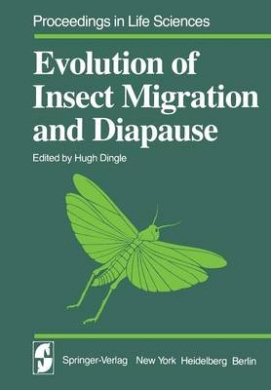 Proceedings in Life Sciences
Evolution of
Insect Migration
and Diapause
Edited by Hugh Dingle
Springer-Verlag New York Heidelberg Berlin